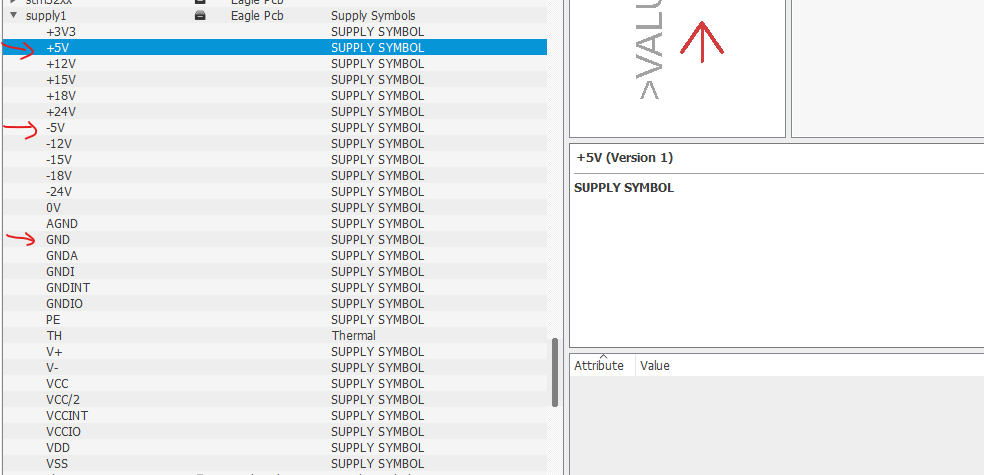 stm32xx Eagle Pcb
supply1 Eagle Pcb Supply Symbols
+3V3 SUPPLY SYMBOL
+5V SUPPLY SYMBOL
+12V SUPPLY SYMBOL
+15V SUPPLY SYMBOL
+18V SUPPLY SYMBOL
+24V SUPPLY SYMBOL
-5V SUPPLY SYMBOL
-12V SUPPLY SYMBOL
-15V SUPPLY SYMBOL
-18V SUPPLY SYMBOL
-24V SUPPLY SYMBOL
0V SUPPLY SYMBOL
AGND SUPPLY SYMBOL
GND SUPPLY SYMBOL
GNDA SUPPLY SYMBOL
GNDI SUPPLY SYMBOL
GNDINT SUPPLY SYMBOL
GNDIO SUPPLY SYMBOL
PE SUPPLY SYMBOL
TH Thermal
V+ SUPPLY SYMBOL
V- SUPPLY SYMBOL
VCC SUPPLY SYMBOL
VCC/2 SUPPLY SYMBOL
VCCINT SUPPLY SYMBOL
VCCIO SUPPLY SYMBOL
VDD SUPPLY SYMBOL
VSS SUPPLY SYMBOL
>VALU
+5V (Version 1)
SUPPLY SYMBOL
Attribute Value